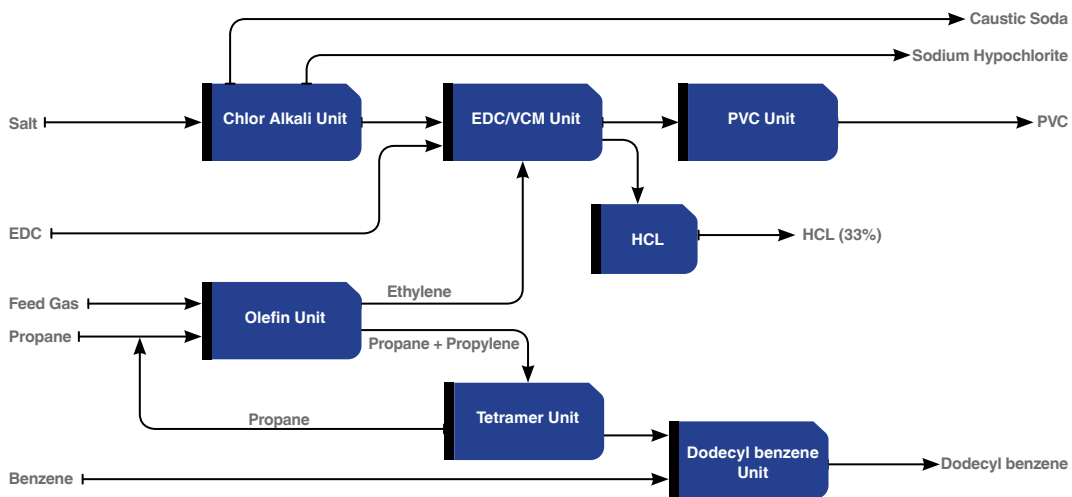 Caustic Soda
Sodium Hypochlorite
Salt
Chlor Alkali Unit
EDC/VCM Unit
PVC Unit
PVC
EDC
HCL
HCL (33%)
Feed Gas
Ethylene
Olefin Unit
Propane
Propane + Propylene
Propane
Tetramer Unit
Dodecyl benzene
Unit
Benzene
Dodecyl benzene